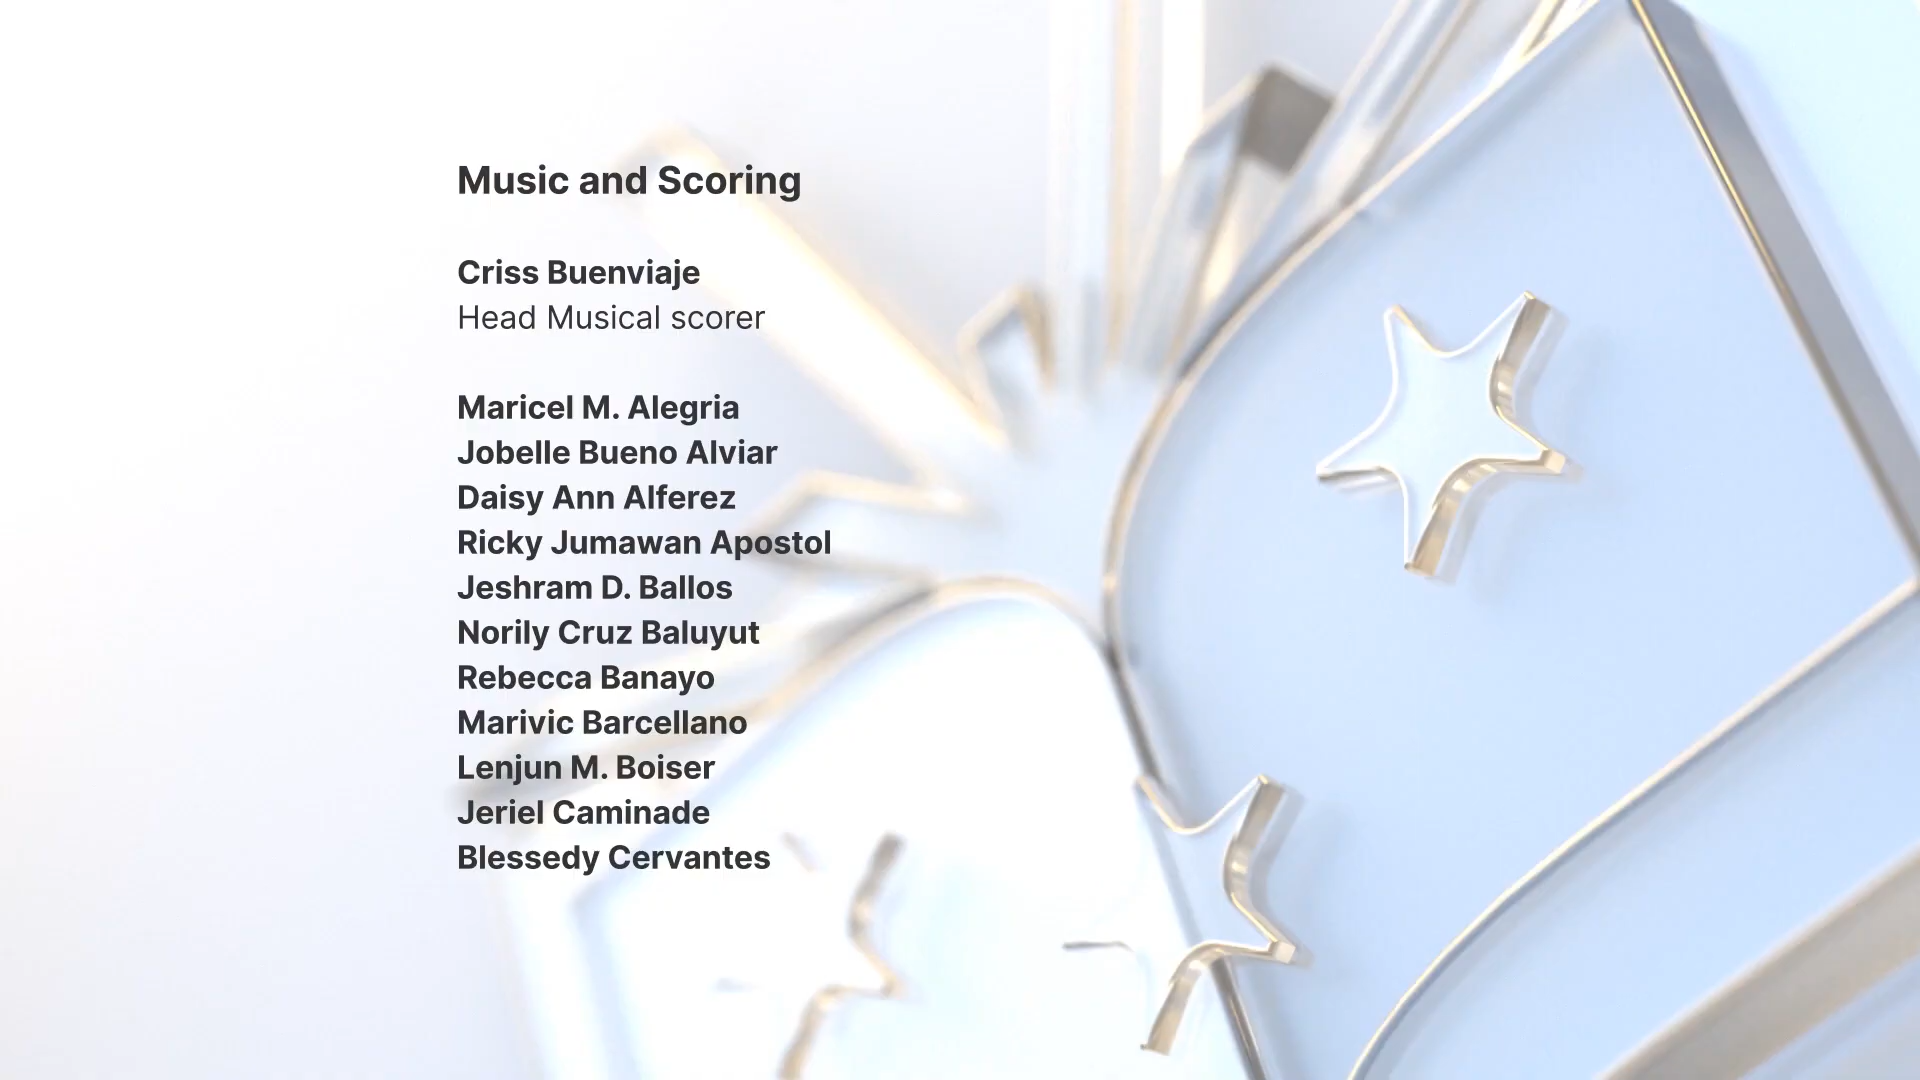 Music and Scoring
Criss Buenviaje
Head Musical scorer
Maricel M. Alegria
Jobelle Bueno Alviar
Daisy Ann Alferez
Ricky Jumawan Apostol
Jeshram D. Ballos
Norily Cruz Baluyut
Rebecca Banayo
Marivic Barcellano
Lenjun M. Boiser
Jeriel Caminade
Blessedy Cervantes